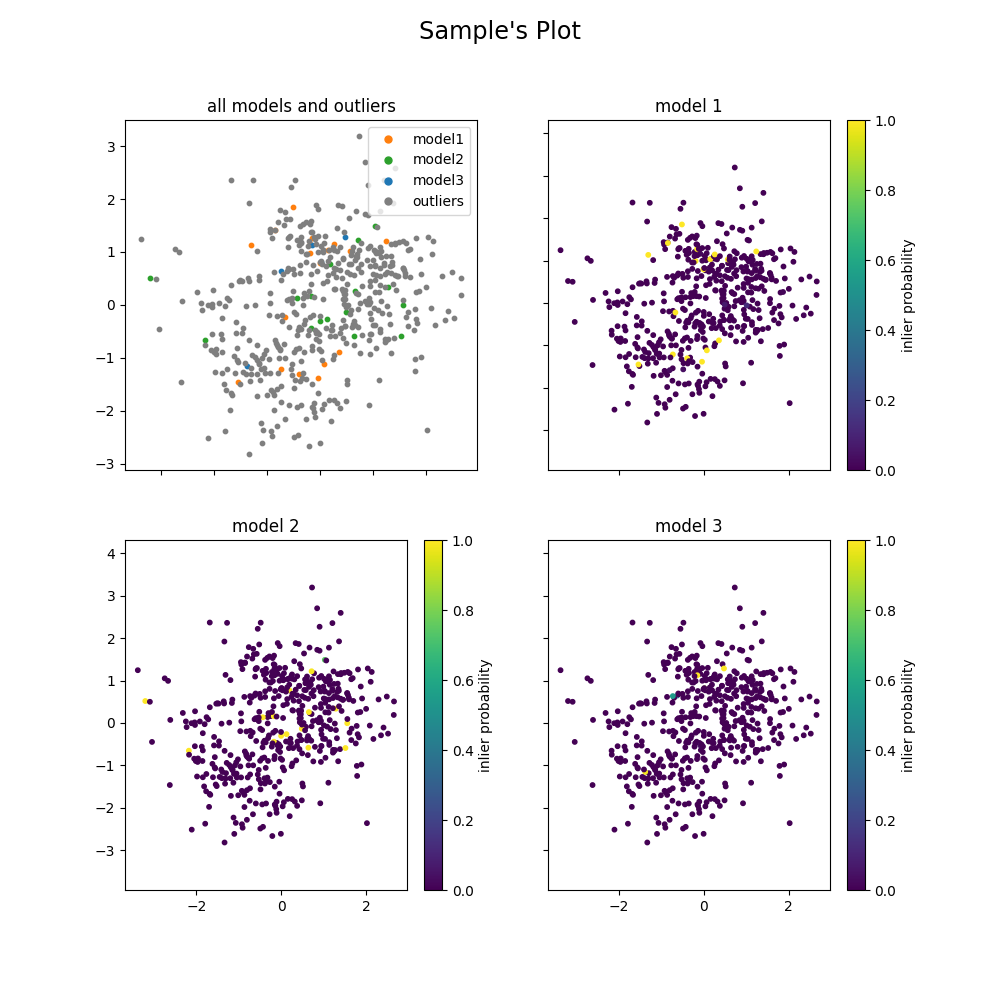 Sample's Plot
all models and outliers
model1
model2
model3
outliers
3
2
1
0
−1
−2
−3
model 1
1.0
0.8
0.6
0.4
0.2
0.0
inlier probability
model 2
4
3
2
1
0
−1
−2
−3
−2 0 2
1.0
0.8
0.6
0.4
0.2
0.0
inlier probability
model 3
−2 0 2
1.0
0.8
0.6
0.4
0.2
0.0
inlier probability